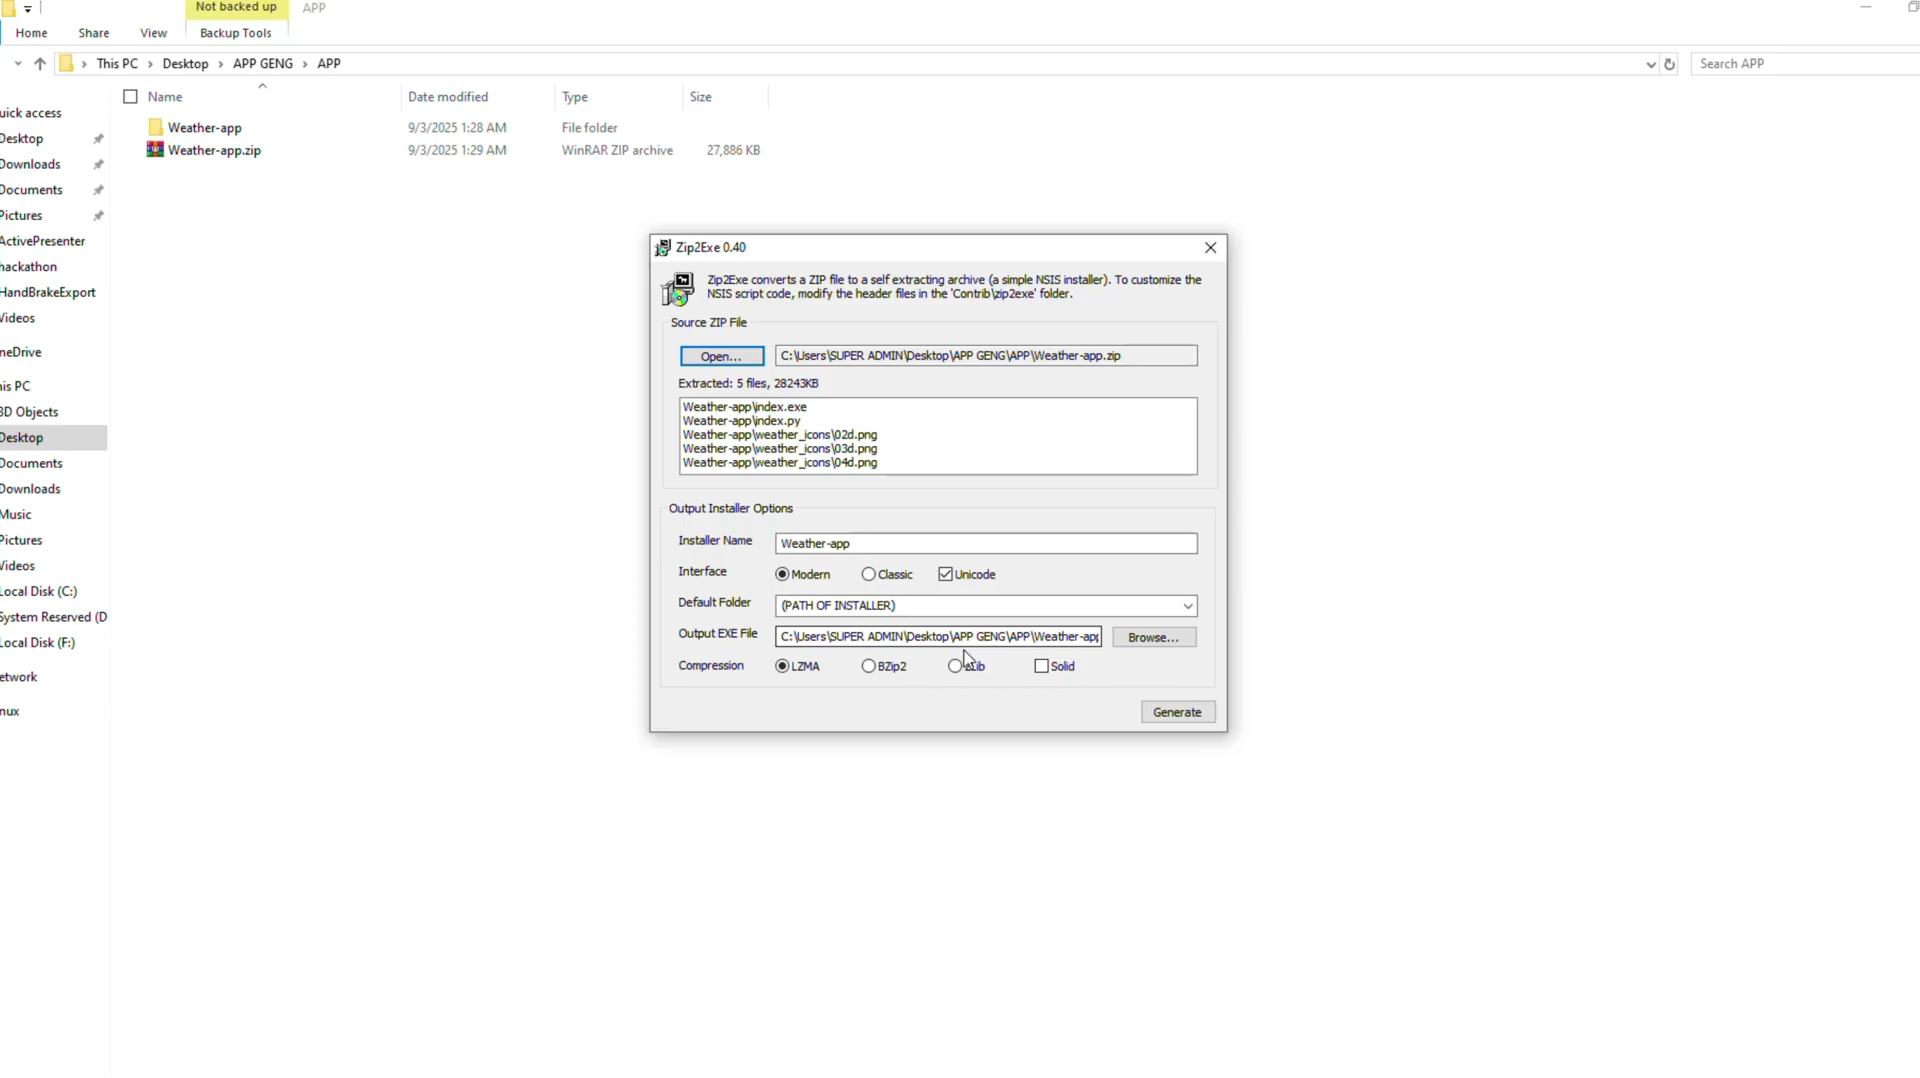 Not backed up
APP
Home
Share
View
Backup Tools
This PC
Desktop
APP GENG
APP
Search APP
Name
Date modified
Type
Size
Weather-app
9/3/2025 1:28 AM
File folder
Weather-app.zip
9/3/2025 1:29 AM
WinRAR ZIP archive
27,886 KB
uick access
Desktop
Downloads
Documents
Pictures
ActivePresenter
hackathon
HandBrakeExport
Videos
neDrive
his PC
3D Objects
Desktop
Documents
Downloads
Music
Pictures
Videos
Local Disk (C:)
System Reserved (D
Local Disk (F:)
etwork
nux
Zip2Exe 0.40
Zip2Exe converts a ZIP file to a self extracting archive (a simple NSIS installer). To customize the
NSIS script code, modify the header files in the 'Contrib\zip2exe' folder.
Source ZIP File
Open...
C:\Users\SUPER ADMIN\Desktop\APP GENG\APP\Weather-app.zip
Extracted: 5 files, 28243KB
Weather-app\index.exe
Weather-app\index.py
Weather-app\weather_icons\02d.png
Weather-app\weather_icons\03d.png
Weather-app\weather_icons\04d.png
Output Installer Options
Installer Name
Weather-app
Interface
Modern
Classic
Unicode
Default Folder
(PATH OF INSTALLER)
Output EXE File
C:\Users\SUPER ADMIN\Desktop\APP GENG\APP\Weather-app
Browse...
Compression
LZMA
BZip2
Solid
Generate